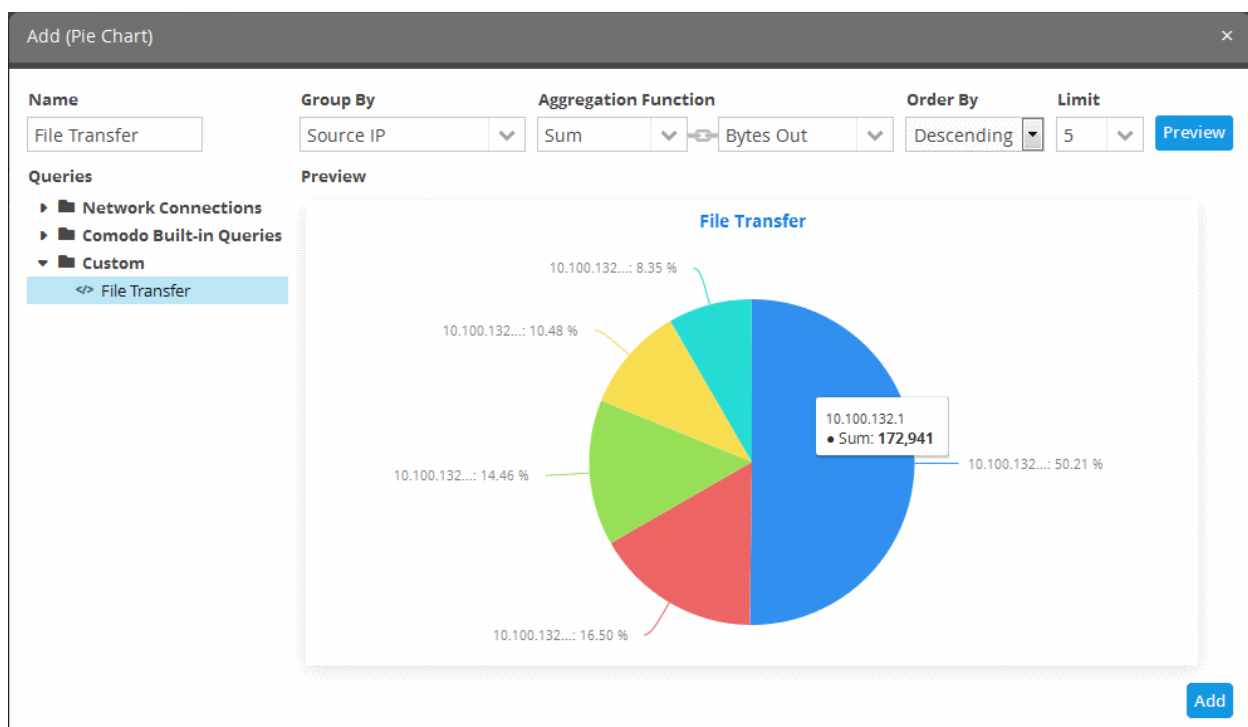 Add (Pie Chart) ×
Name Group By Aggregation Function Order By Limit
File Transfer Source IP Sum Bytes Out Descending 5 Preview
Queries Preview
Network Connections
Comodo Built-in Queries
Custom
</> File Transfer
File Transfer
10.100.132...: 8.35 %
10.100.132...: 10.48 %
10.100.132.1
● Sum: 172,941
10.100.132...: 50.21 %
10.100.132...: 14.46 %
10.100.132...: 16.50 %
Add